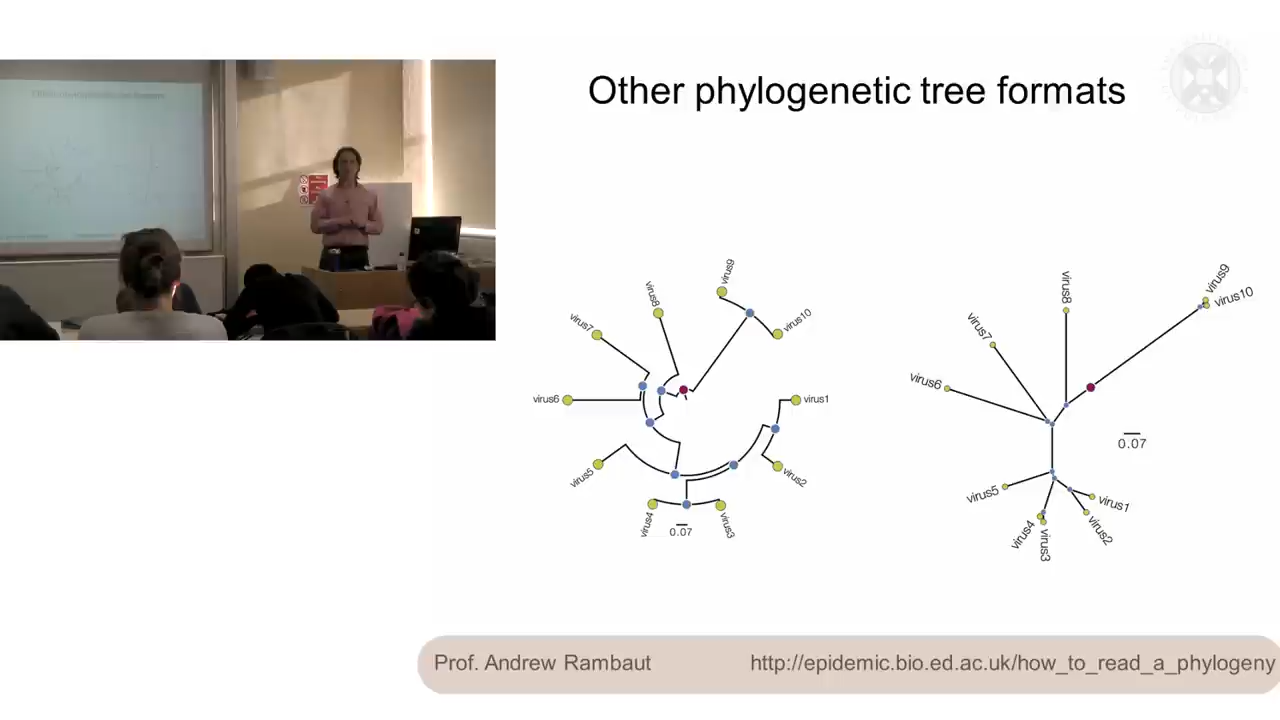 Other phylogenetic tree formats
virus9
virus8
virus7
virus10
virus6
virus1
virus5
virus2
virus4
virus3
0.07
virus9
virus8
virus10
virus7
virus6
0.07
virus5
virus1
virus4
virus3
virus2
Prof. Andrew Rambaut
http://epidemic.bio.ed.ac.uk/how_to_read_a_phylogeny